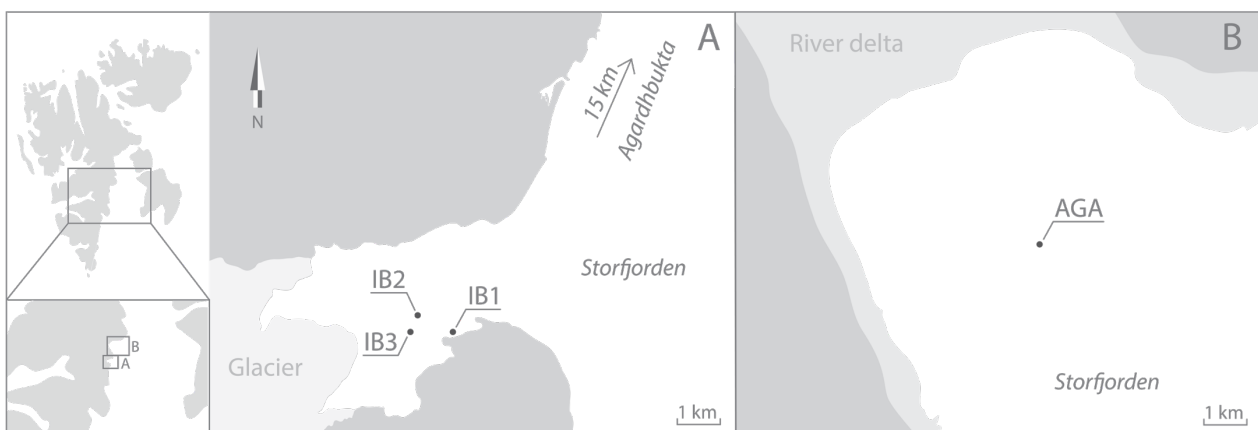 A
B
River delta
15 km
Agardhbukta
N
AGA
Storfjorden
IB2
IB1
IB3
B
A
Glacier
Storfjorden
1 km
1 km